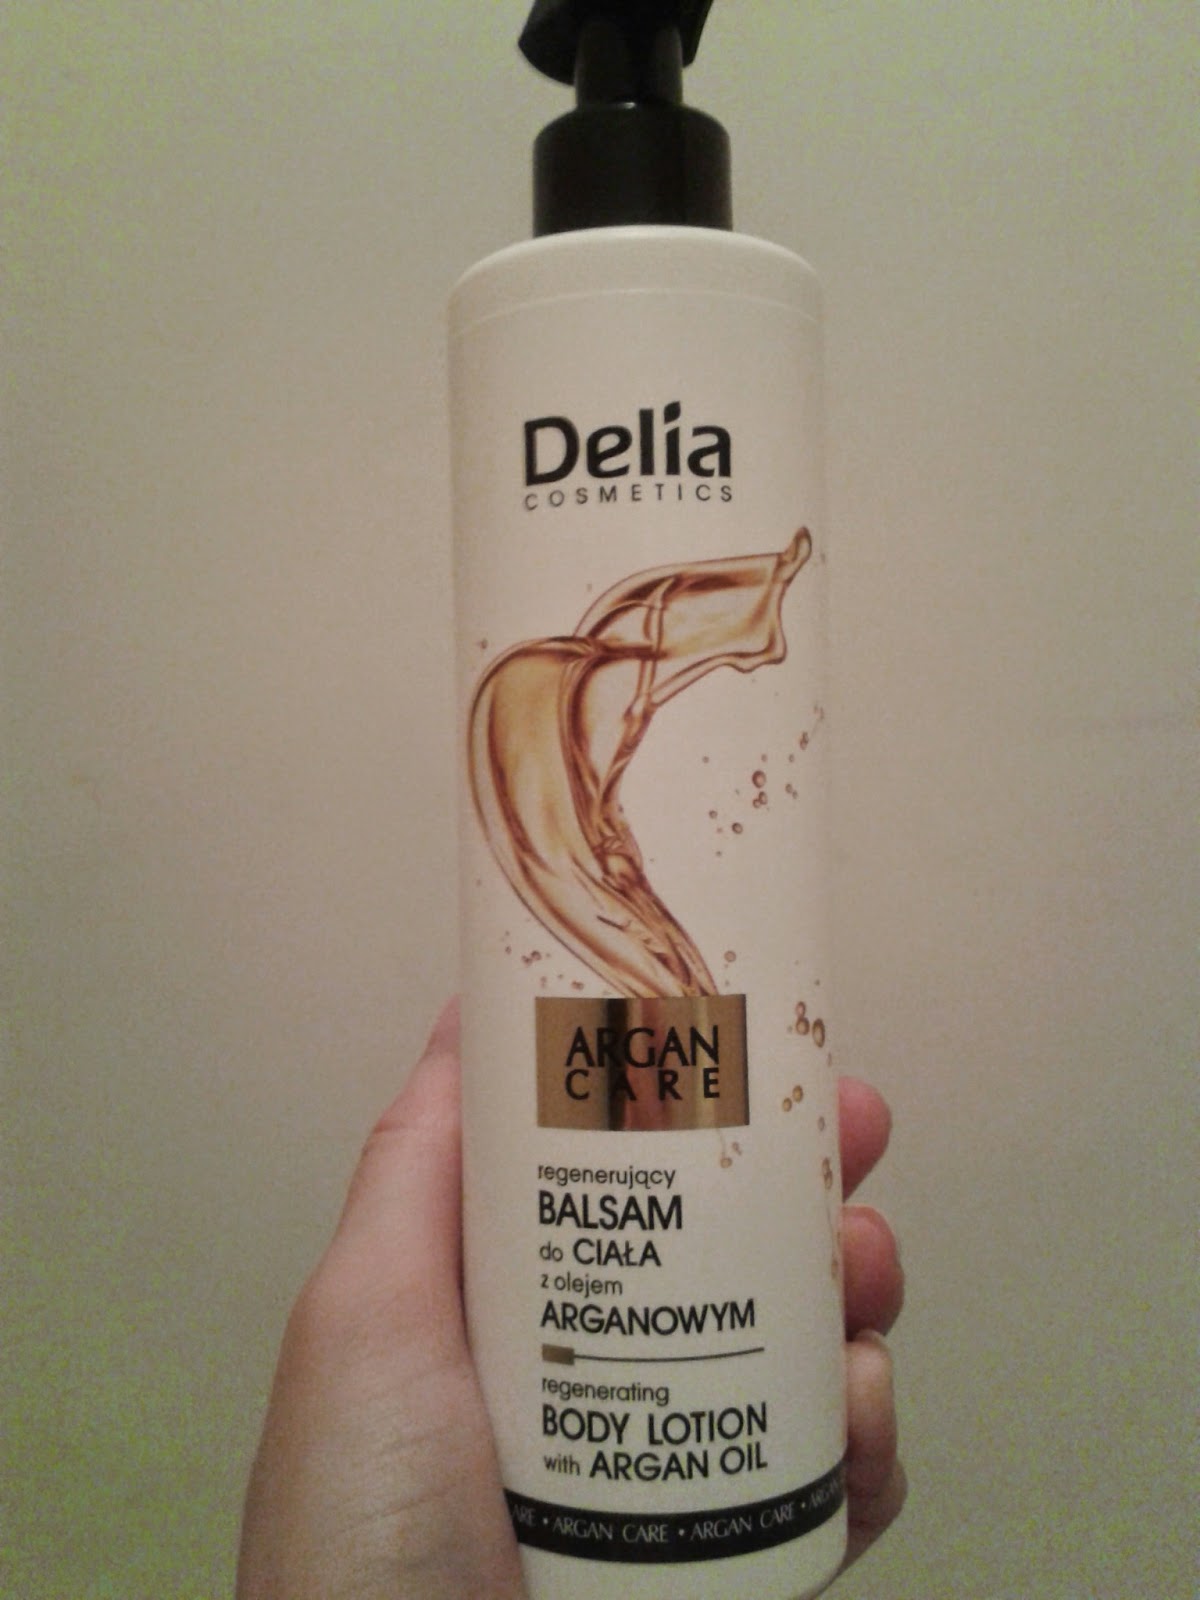 Delia
COSMETICS
ARGAN
CARE
regenerujący
BALSAM
do CIAŁA
z olejem
ARGANOWYM
regenerating
BODY LOTION
with ARGAN OIL
ARE • ARGAN CARE • ARGAN CARE • ARGAN